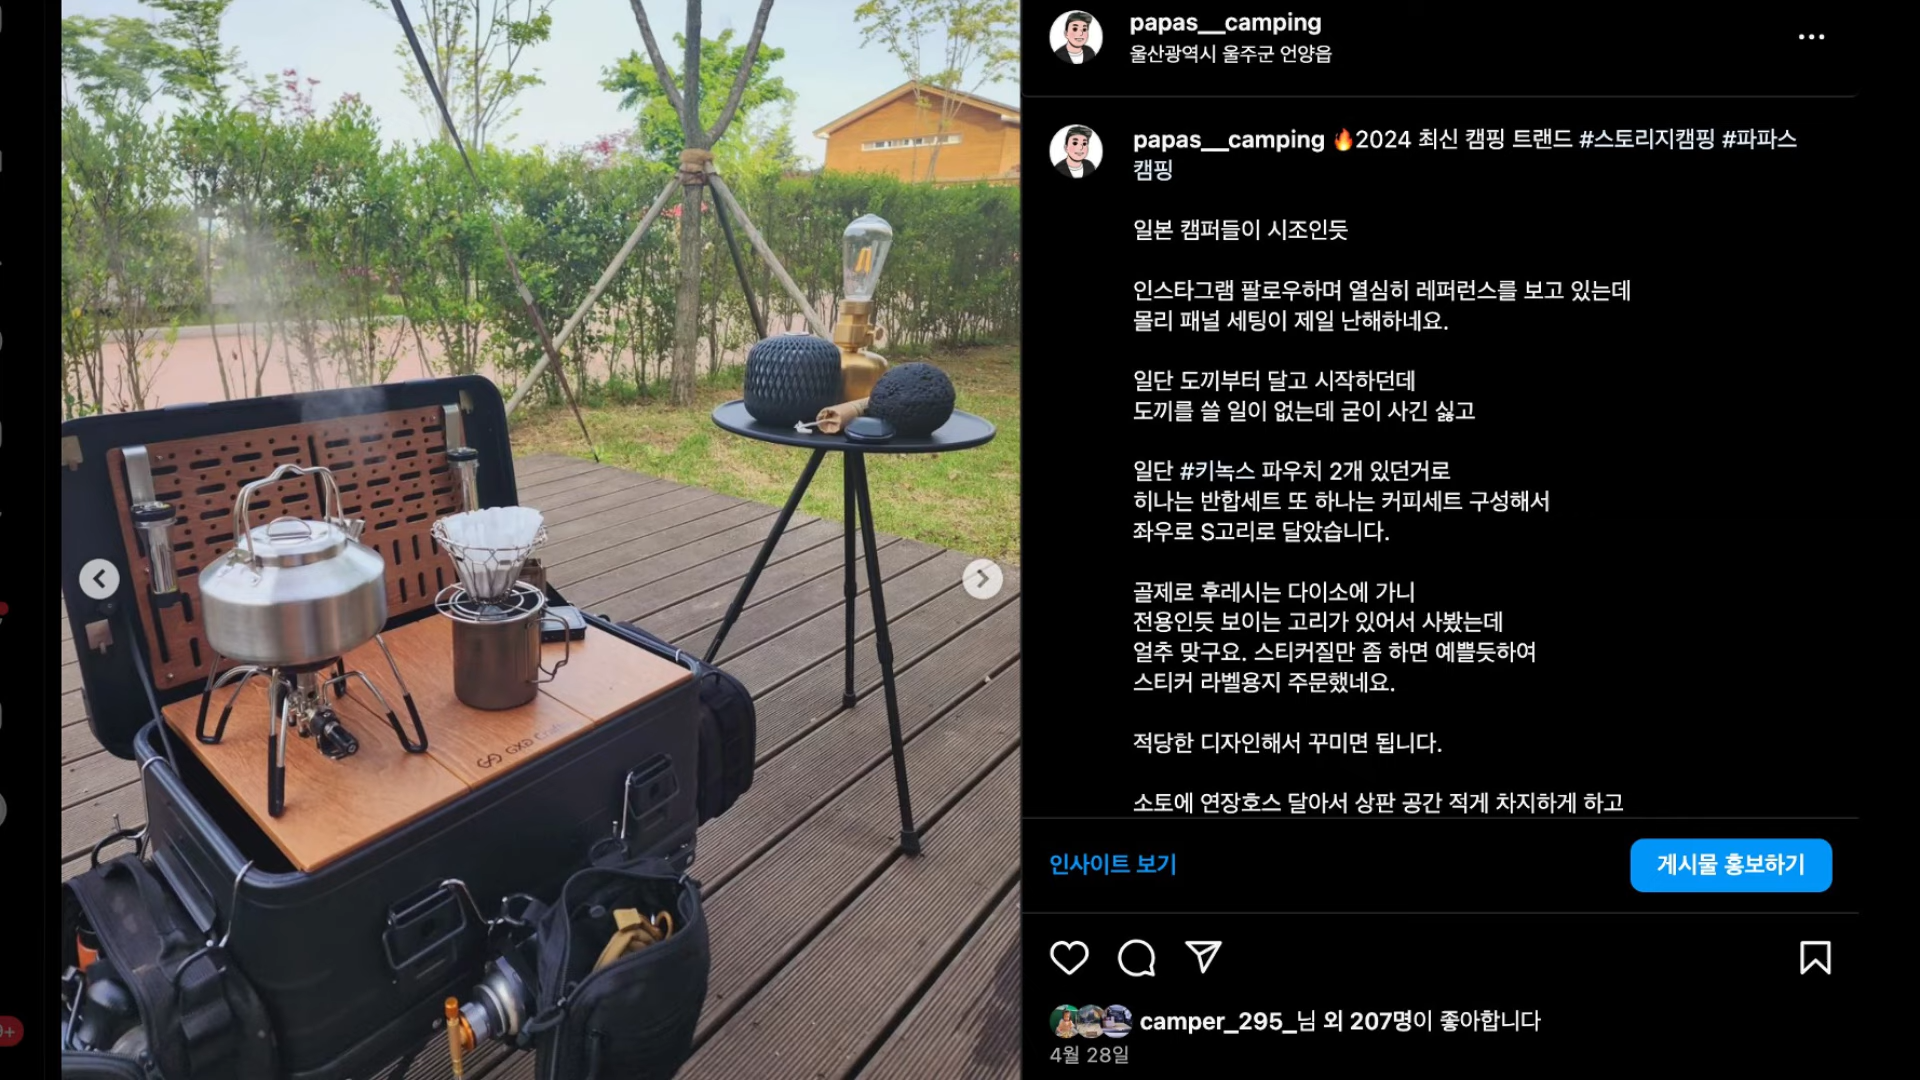 papas__camping
울산광역시 울주군 언양읍
papas__camping 🔥2024 최신 캠핑 트랜드 #스토리지캠핑 #파파스
캠핑
일본 캠퍼들이 시조인듯
인스타그램 팔로우하며 열심히 레퍼런스를 보고 있는데
몰리 패널 세팅이 제일 난해하네요.
일단 도끼부터 달고 시작하던데
도끼를 쓸 일이 없는데 굳이 사긴 싫고
일단 #키녹스 파우치 2개 있던거로
히나는 반합세트 또 하나는 커피세트 구성해서
좌우로 S고리로 달았습니다.
골제로 후레시는 다이소에 가니
전용인듯 보이는 고리가 있어서 사봤는데
얼추 맞구요. 스티커질만 좀 하면 예쁠듯하여
스티커 라벨용지 주문했네요.
적당한 디자인해서 꾸미면 됩니다.
소토에 연장호스 달아서 상판 공간 적게 차지하게 하고
인사이트 보기
게시물 홍보하기
camper_295_님 외 207명이 좋아합니다
4월 28일
GXD Craft
9+